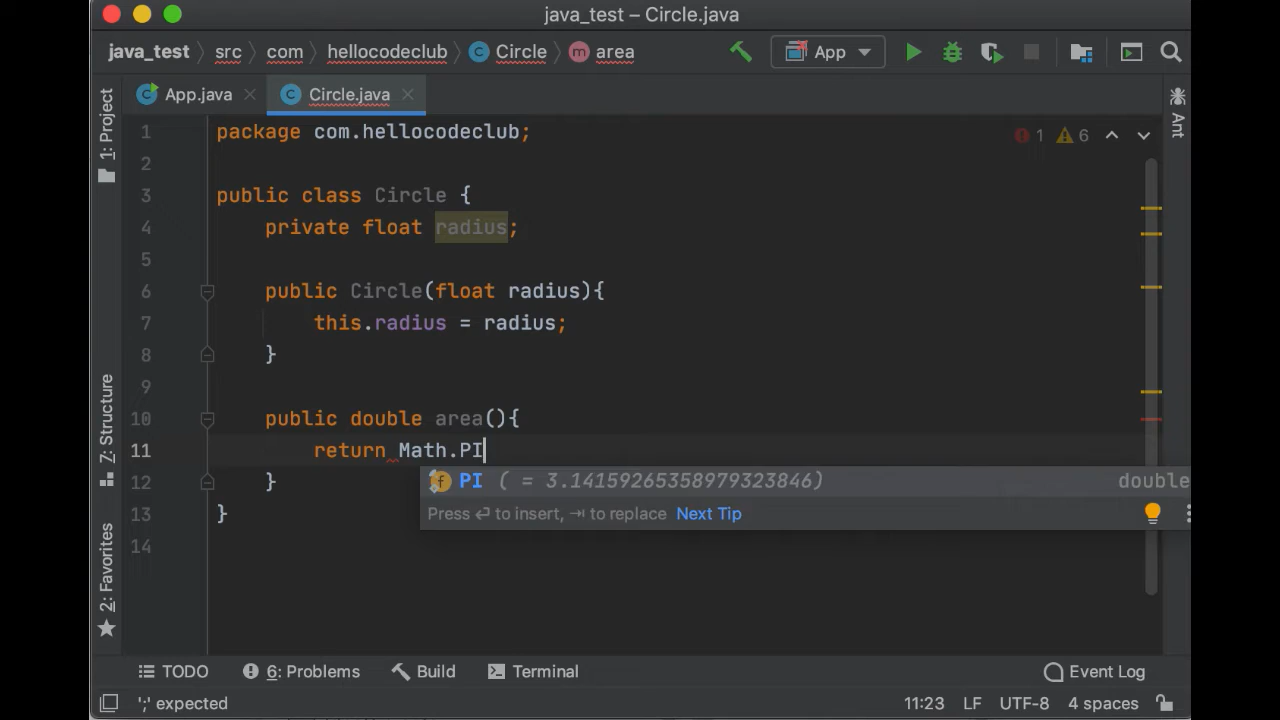 java_test – Circle.java
java_test src com hellocodeclub Circle area App
App.java Circle.java
1: Project
7: Structure
2: Favorites
Ant
1 6
1 package com.hellocodeclub;
2
3 public class Circle {
4 private float radius;
5
6 public Circle(float radius){
7 this.radius = radius;
8 }
9
10 public double area(){
11 return Math.PI
12 }
13 }
14
PI ( = 3.14159265358979323846) double
Press ↵ to insert, ⇥ to replace Next Tip
TODO 6: Problems Build Terminal Event Log
';' expected 11:23 LF UTF-8 4 spaces